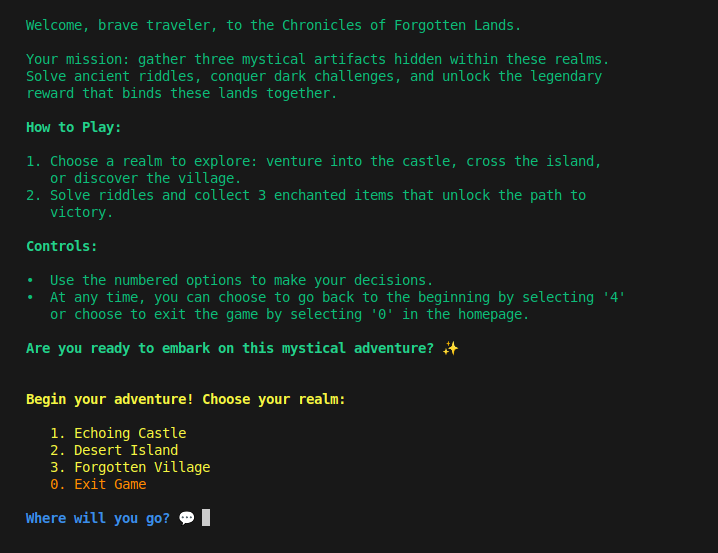 Welcome, brave traveler, to the Chronicles of Forgotten Lands.
Your mission: gather three mystical artifacts hidden within these realms.
Solve ancient riddles, conquer dark challenges, and unlock the legendary
reward that binds these lands together.
How to Play:
1. Choose a realm to explore: venture into the castle, cross the island,
or discover the village.
2. Solve riddles and collect 3 enchanted items that unlock the path to
victory.
Controls:
• Use the numbered options to make your decisions.
• At any time, you can choose to go back to the beginning by selecting '4'
or choose to exit the game by selecting '0' in the homepage.
Are you ready to embark on this mystical adventure? ✨
Begin your adventure! Choose your realm:
1. Echoing Castle
2. Desert Island
3. Forgotten Village
0. Exit Game
Where will you go? 💬